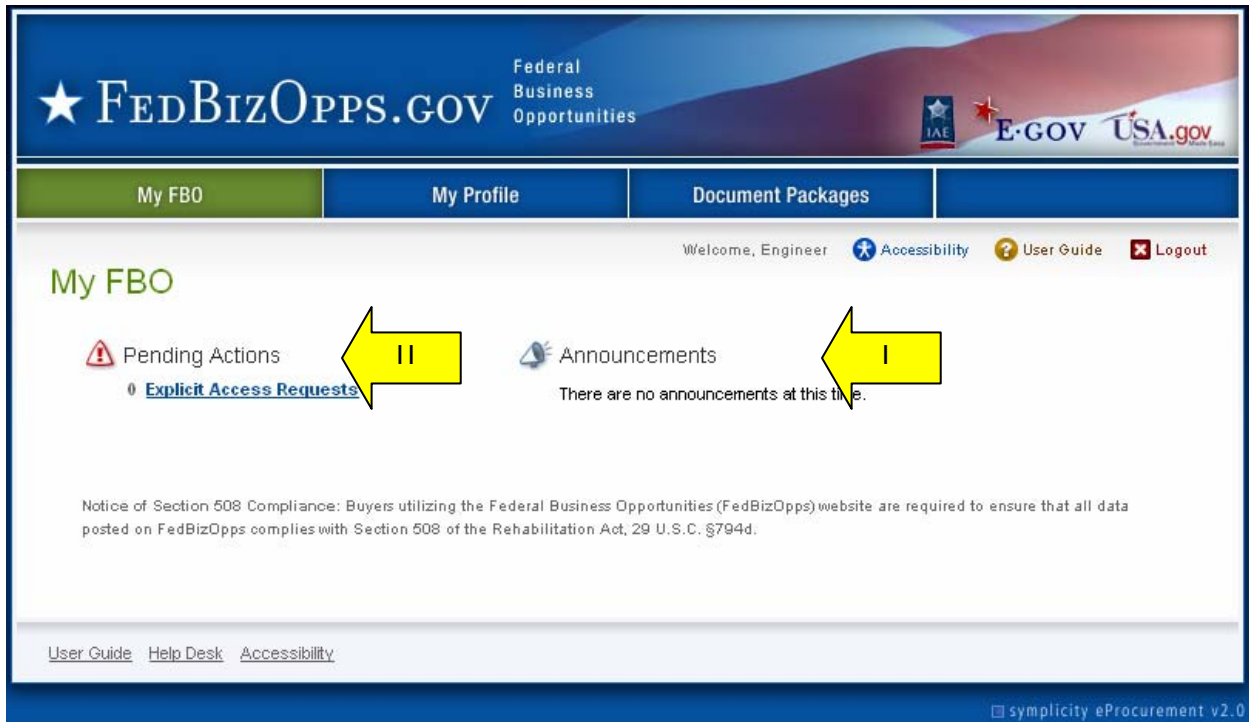 ★ FEDBIZOPPS.GOV
Federal
Business
Opportunities
IAE
E-GOV
USA.gov
My FBO
My Profile
Document Packages
Welcome, Engineer
Accessibility
User Guide
Logout
My FBO
Pending Actions
II
Announcements
I
0 Explicit Access Requests
There are no announcements at this time.
Notice of Section 508 Compliance: Buyers utilizing the Federal Business Opportunities (FedBizOpps) website are required to ensure that all data
posted on FedBizOpps complies with Section 508 of the Rehabilitation Act, 29 U.S.C. §794d.
User Guide Help Desk Accessibility
symplicity eProcurement v2.0